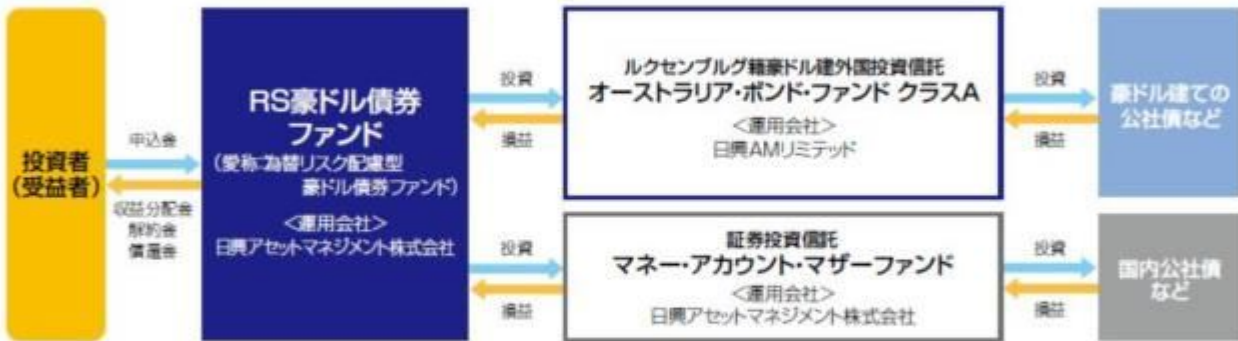 投資者
(受益者)
申込金
収益分配金
解約金
償還金
RS豪ドル債券
ファンド
(愛称:為替リスク配慮型
豪ドル債券ファンド)
<運用会社>
日興アセットマネジメント株式会社
投資
損益
ルクセンブルグ籍豪ドル建外国投資信託
オーストラリア・ボンド・ファンド クラスA
<運用会社>
日興AMリミテッド
投資
損益
豪ドル建ての
公社債など
投資
損益
証券投資信託
マネー・アカウント・マザーファンド
<運用会社>
日興アセットマネジメント株式会社
投資
損益
国内公社債
など